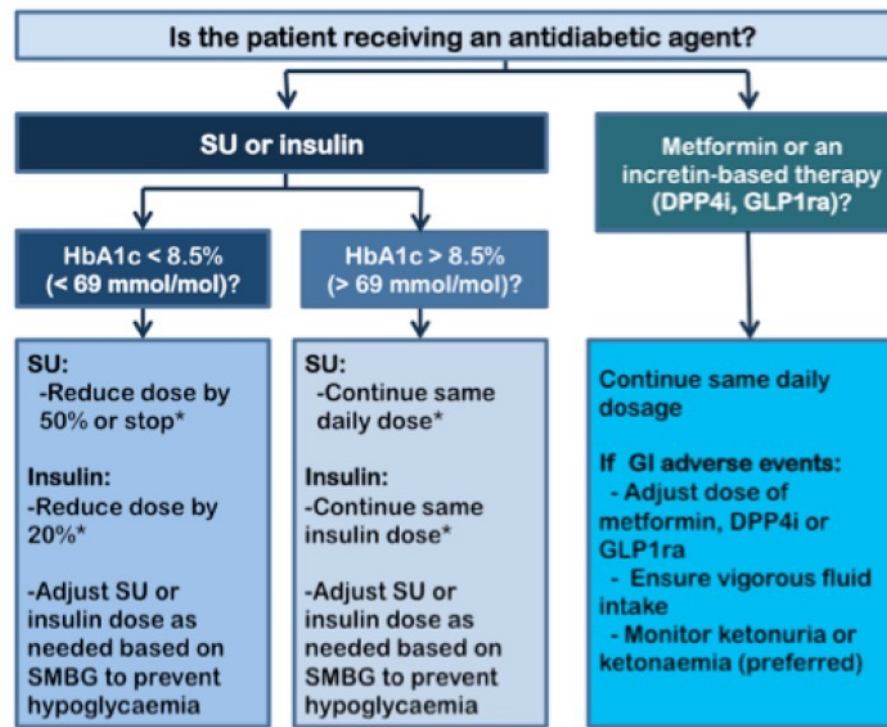 Is the patient receiving an antidiabetic agent?
SU or insulin
Metformin or an
incretin-based therapy
(DPP4i, GLP1ra)?
HbA1c < 8.5%
(< 69 mmol/mol)?
HbA1c > 8.5%
(> 69 mmol/mol)?
SU:
-Reduce dose by
50% or stop*
Insulin:
-Reduce dose by
20%*
-Adjust SU or
insulin dose as
needed based on
SMBG to prevent
hypoglycaemia
SU:
-Continue same
daily dose*
Insulin:
-Continue same
insulin dose*
-Adjust SU or
insulin dose as
needed based on
SMBG to prevent
hypoglycaemia
Continue same daily
dosage
If GI adverse events:
- Adjust dose of
metformin, DPP4i or
GLP1ra
- Ensure vigorous fluid
intake
- Monitor ketonuria or
ketonaemia (preferred)